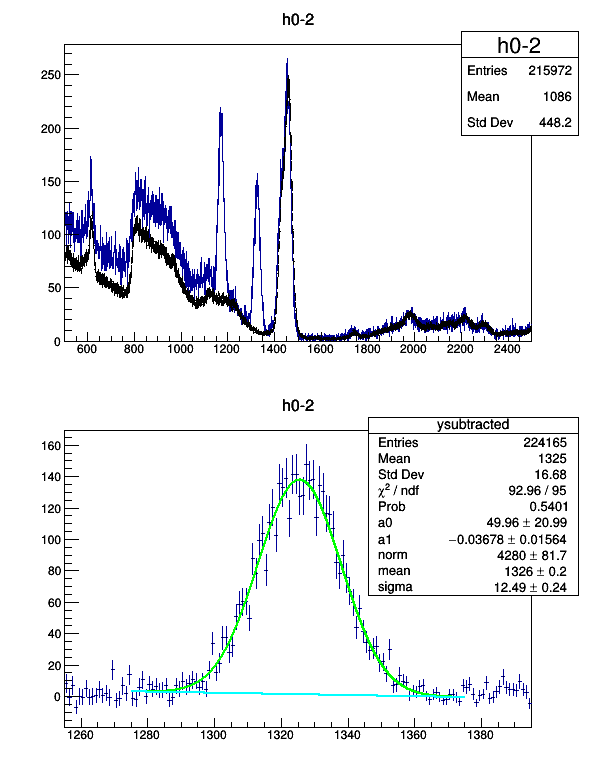 h0-2
h0-2
Entries 215972
Mean 1086
Std Dev 448.2
250
200
150
100
50
0
600 800 1000 1200 1400 1600 1800 2000 2200 2400
h0-2
ysubtracted
Entries 224165
Mean 1325
Std Dev 16.68
χ² / ndf 92.96 / 95
Prob 0.5401
a0 49.96 ± 20.99
a1 −0.03678 ± 0.01564
norm 4280 ± 81.7
mean 1326 ± 0.2
sigma 12.49 ± 0.24
160
140
120
100
80
60
40
20
0
1260 1280 1300 1320 1340 1360 1380